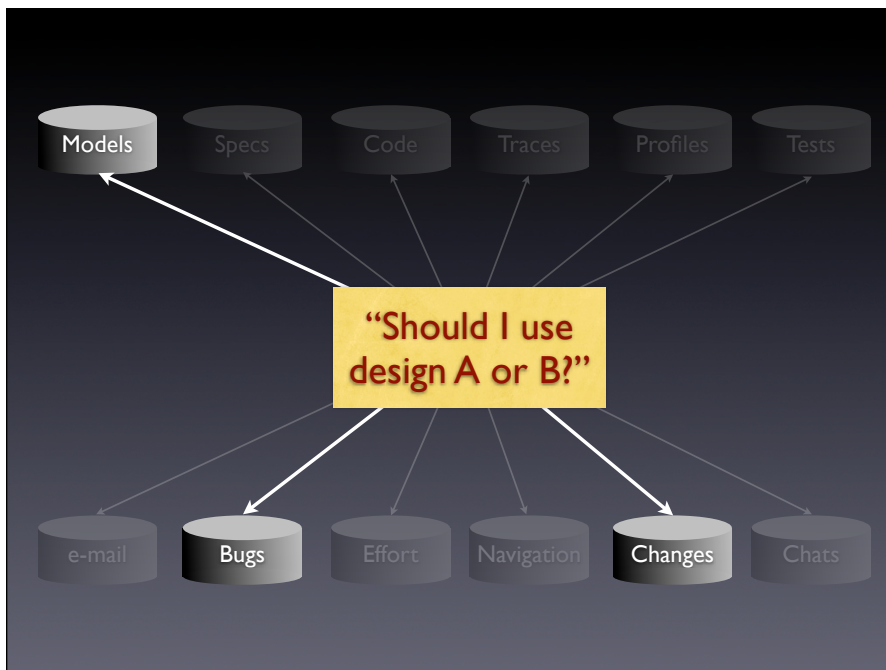 Models
Specs
Code
Traces
Profiles
Tests
“Should I use
design A or B?”
e-mail
Bugs
Effort
Navigation
Changes
Chats